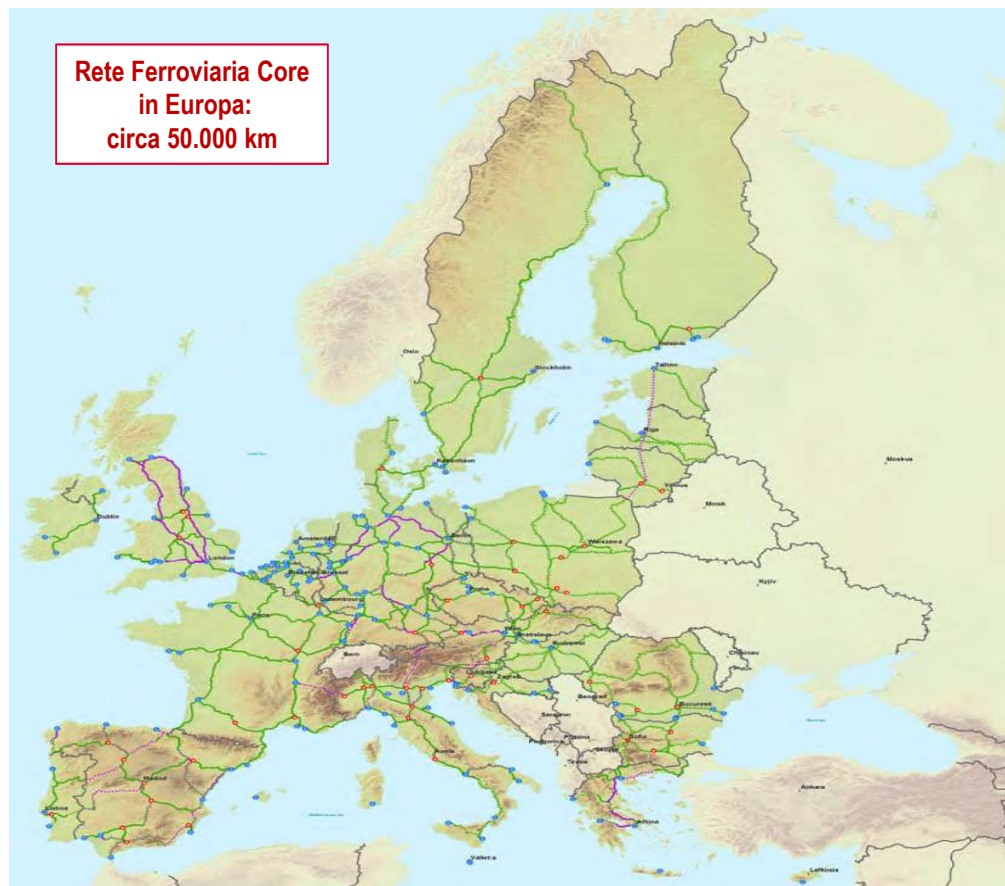 Rete Ferroviaria Core
in Europa:
circa 50.000 km
Oslo
Helsinki
Stockholm
Tallinn
Riga
Moskva
København
Vilnius
Minsk
Dublin
Amsterdam
Berlin
Warszawa
London
Kyjiv
Luxembourg
Praha
Paris
Wien
Bratislava
Bern
Budapest
Chisinau
Ljubljana
Zagreb
Beograd
Bucuresti
Sarajevo
Sofia
Podgorica
Pristina
Skopje
Roma
Tirana
Madrid
Ankara
Lisboa
Athina
Valletta
Lefkosia